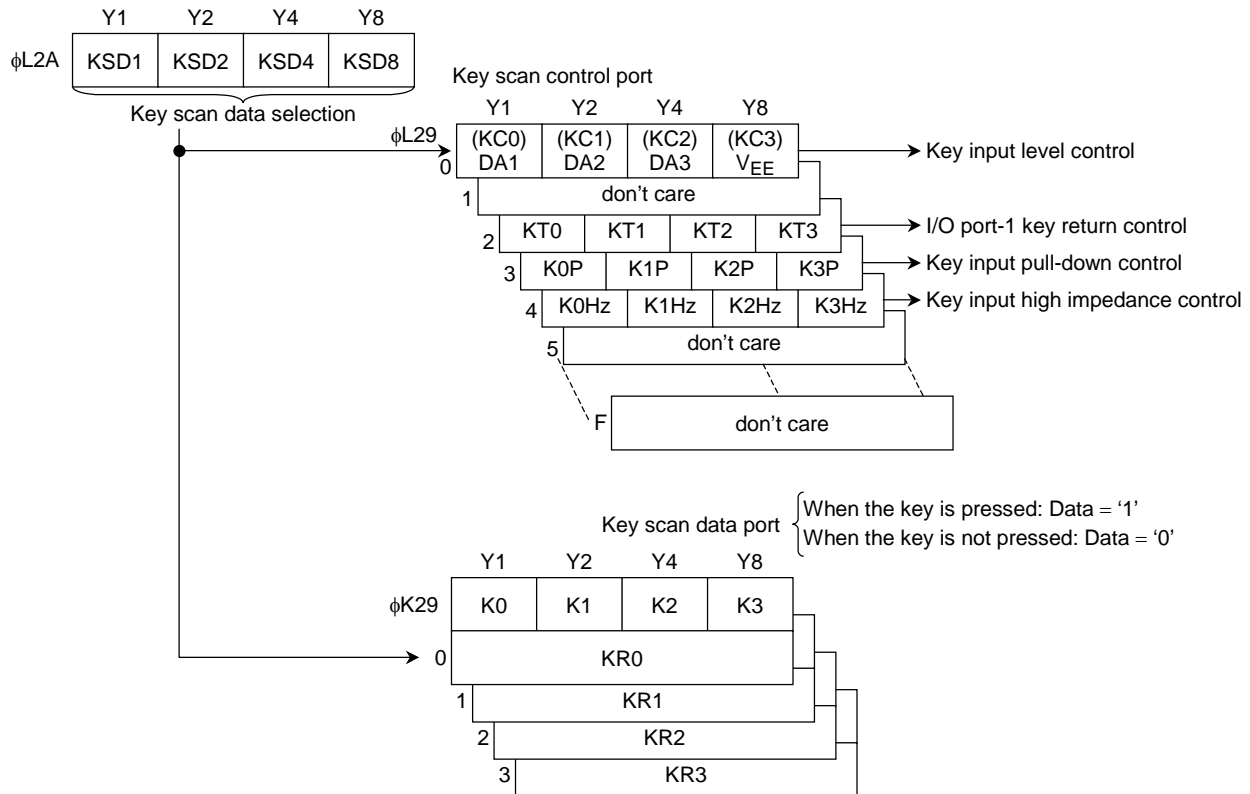 Y1 Y2 Y4 Y8
ϕL2A KSD1 KSD2 KSD4 KSD8
Key scan data selection
Key scan control port
Y1 Y2 Y4 Y8
ϕL29
0 (KC0) DA1 (KC1) DA2 (KC2) DA3 (KC3) VEE Key input level control
1 don't care
2 KT0 KT1 KT2 KT3 I/O port-1 key return control
3 K0P K1P K2P K3P Key input pull-down control
4 K0Hz K1Hz K2Hz K3Hz Key input high impedance control
5 don't care
F don't care
Key scan data port
When the key is pressed: Data = ‘1’
When the key is not pressed: Data = ‘0’
Y1 Y2 Y4 Y8
ϕK29 K0 K1 K2 K3
0 KR0
1 KR1
2 KR2
3 KR3